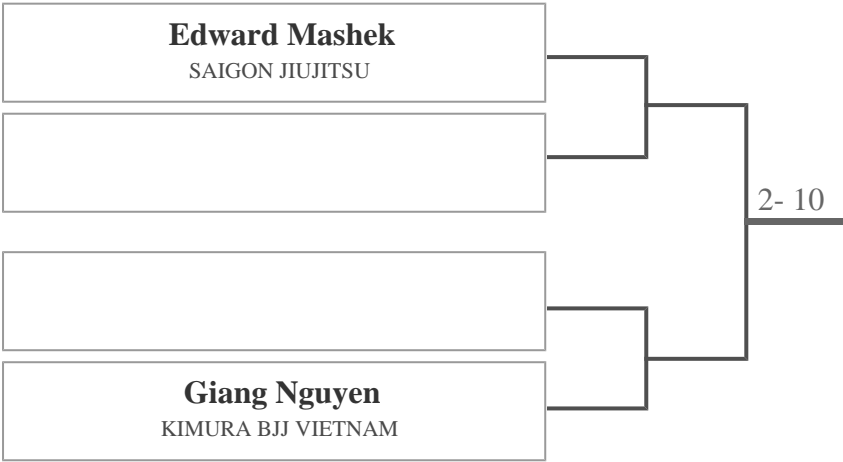 Edward Mashek
SAIGON JIUJITSU
2- 10
Giang Nguyen
KIMURA BJJ VIETNAM